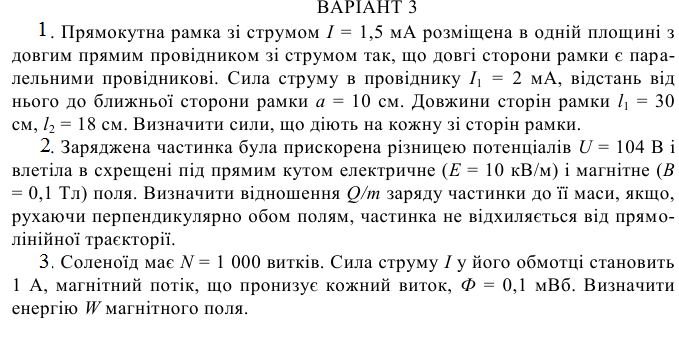 ВАРІАНТ 3
1. Прямокутна рамка зі струмом I = 1,5 мА розміщена в одній площині з
довгим прямим провідником зі струмом так, що довгі сторони рамки є пара-
лельними провідникові. Сила струму в провіднику I₁ = 2 мА, відстань від
нього до ближньої сторони рамки a = 10 см. Довжини сторін рамки l₁ = 30
см, l₂ = 18 см. Визначити сили, що діють на кожну зі сторін рамки.
2. Заряджена частинка була прискорена різницею потенціалів U = 104 В і
влетіла в схрещені під прямим кутом електричне (E = 10 кВ/м) і магнітне (B
= 0,1 Тл) поля. Визначити відношення Q/m заряду частинки до її маси, якщо,
рухаючи перпендикулярно обом полям, частинка не відхиляється від прямо-
лінійної траєкторії.
3. Соленоїд має N = 1 000 витків. Сила струму I у його обмотці становить
1 А, магнітний потік, що пронизує кожний виток, Φ = 0,1 мВб. Визначити
енергію W магнітного поля.